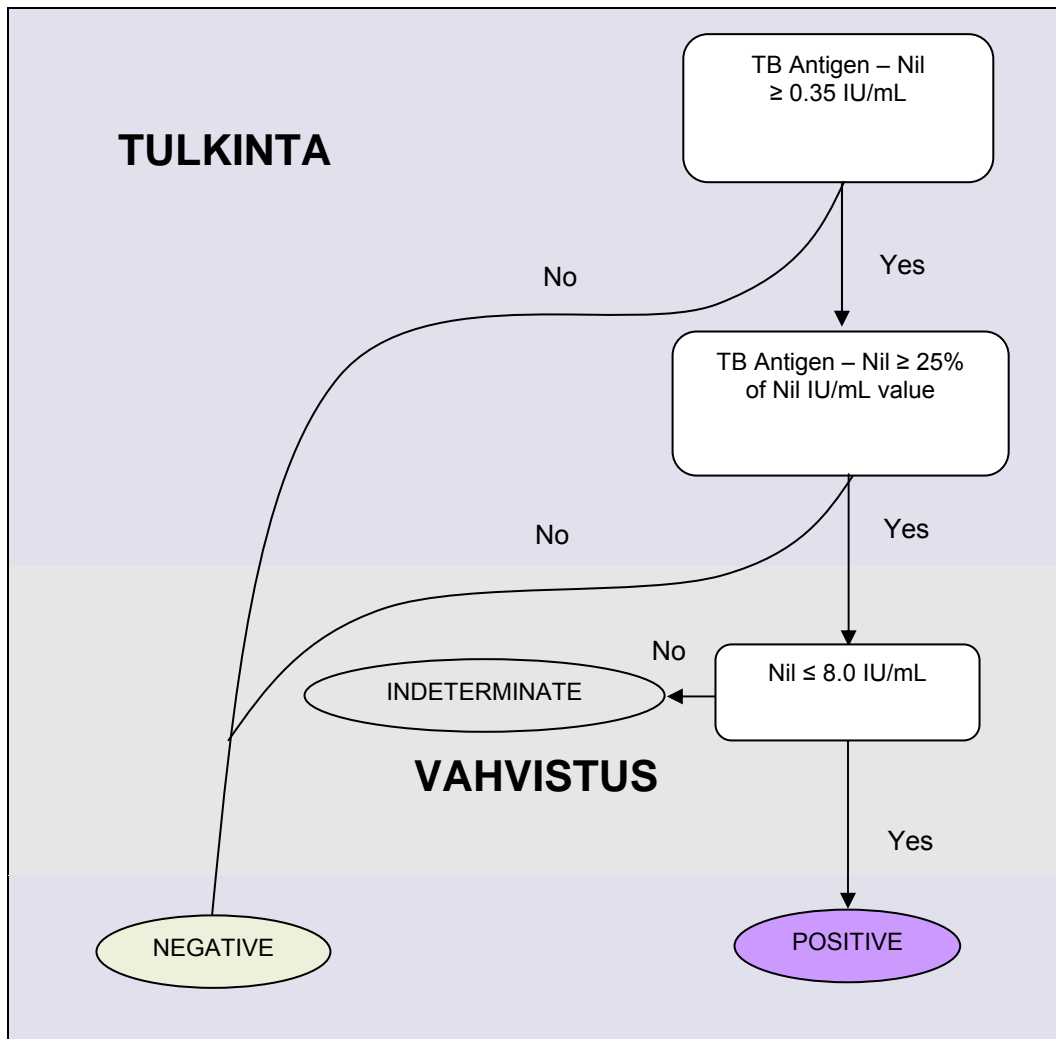 TB Antigen – Nil
≥ 0.35 IU/mL
TULKINTA
No
Yes
TB Antigen – Nil ≥ 25%
of Nil IU/mL value
No
Yes
No
Nil ≤ 8.0 IU/mL
INDETERMINATE
VAHVISTUS
Yes
NEGATIVE
POSITIVE